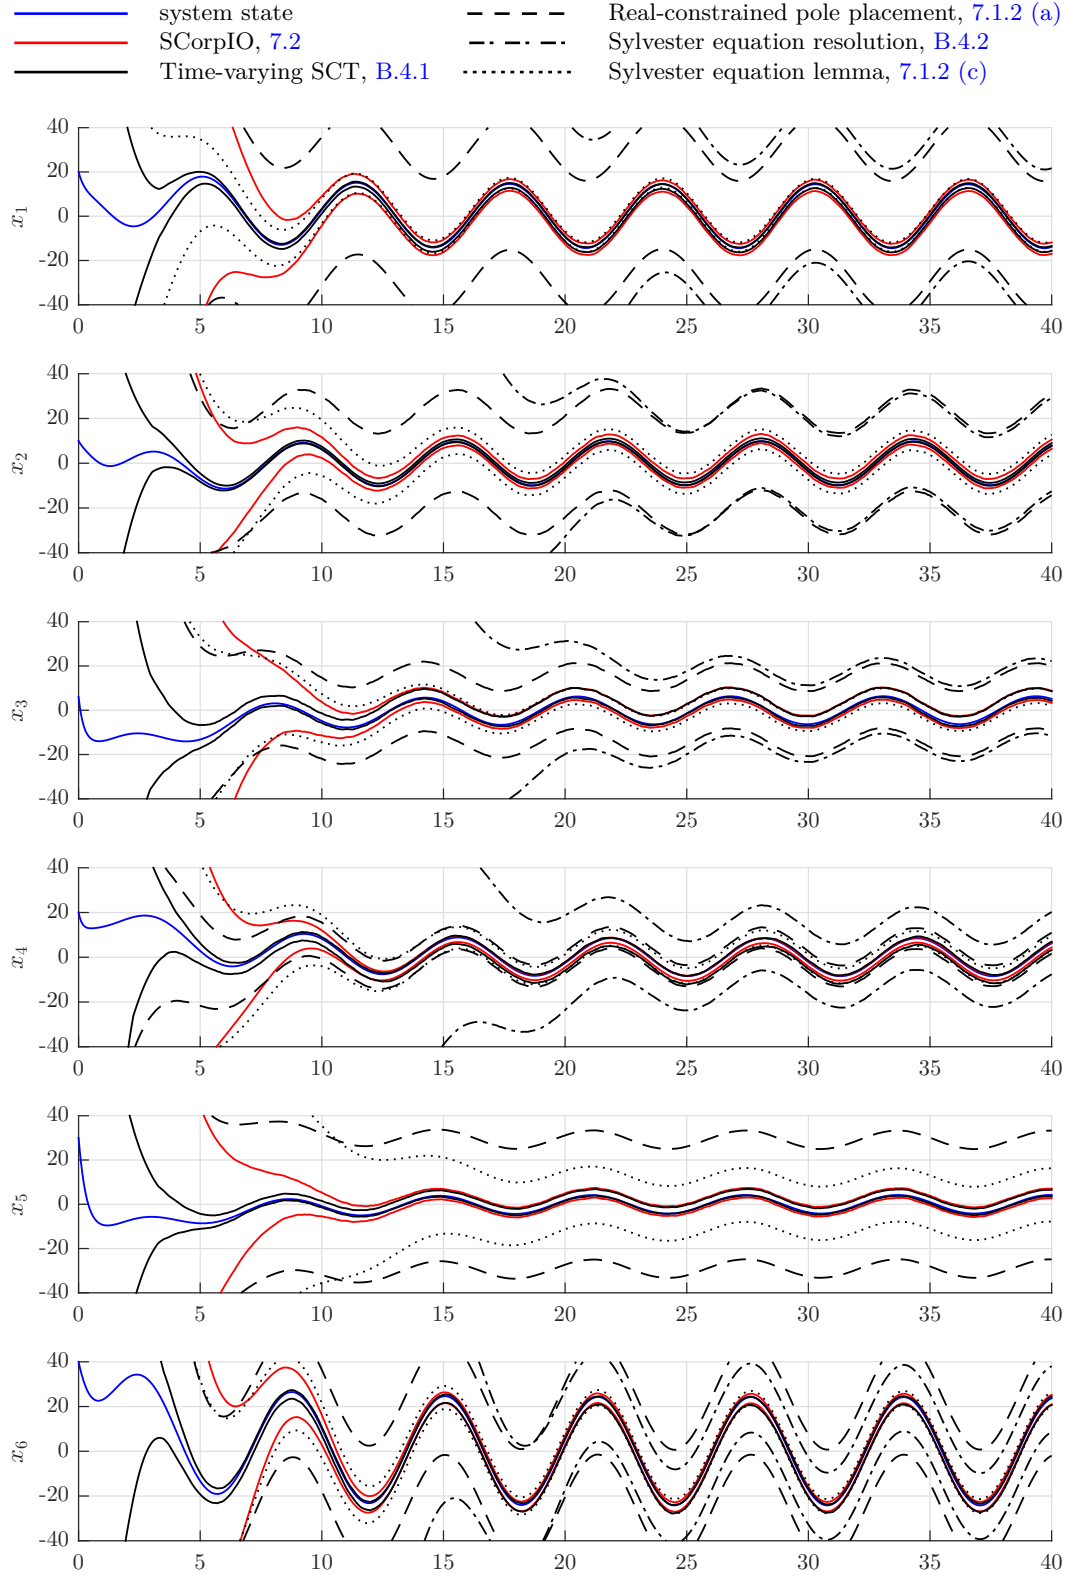 system state
SCorpIO, 7.2
Time-varying SCT, B.4.1
Real-constrained pole placement, 7.1.2 (a)
Sylvester equation resolution, B.4.2
Sylvester equation lemma, 7.1.2 (c)
40
20
0
-20
-40
x1
0 5 10 15 20 25 30 35 40
40
20
0
-20
-40
x2
0 5 10 15 20 25 30 35 40
40
20
0
-20
-40
x3
0 5 10 15 20 25 30 35 40
40
20
0
-20
-40
x4
0 5 10 15 20 25 30 35 40
40
20
0
-20
-40
x5
0 5 10 15 20 25 30 35 40
40
20
0
-20
-40
x6
0 5 10 15 20 25 30 35 40